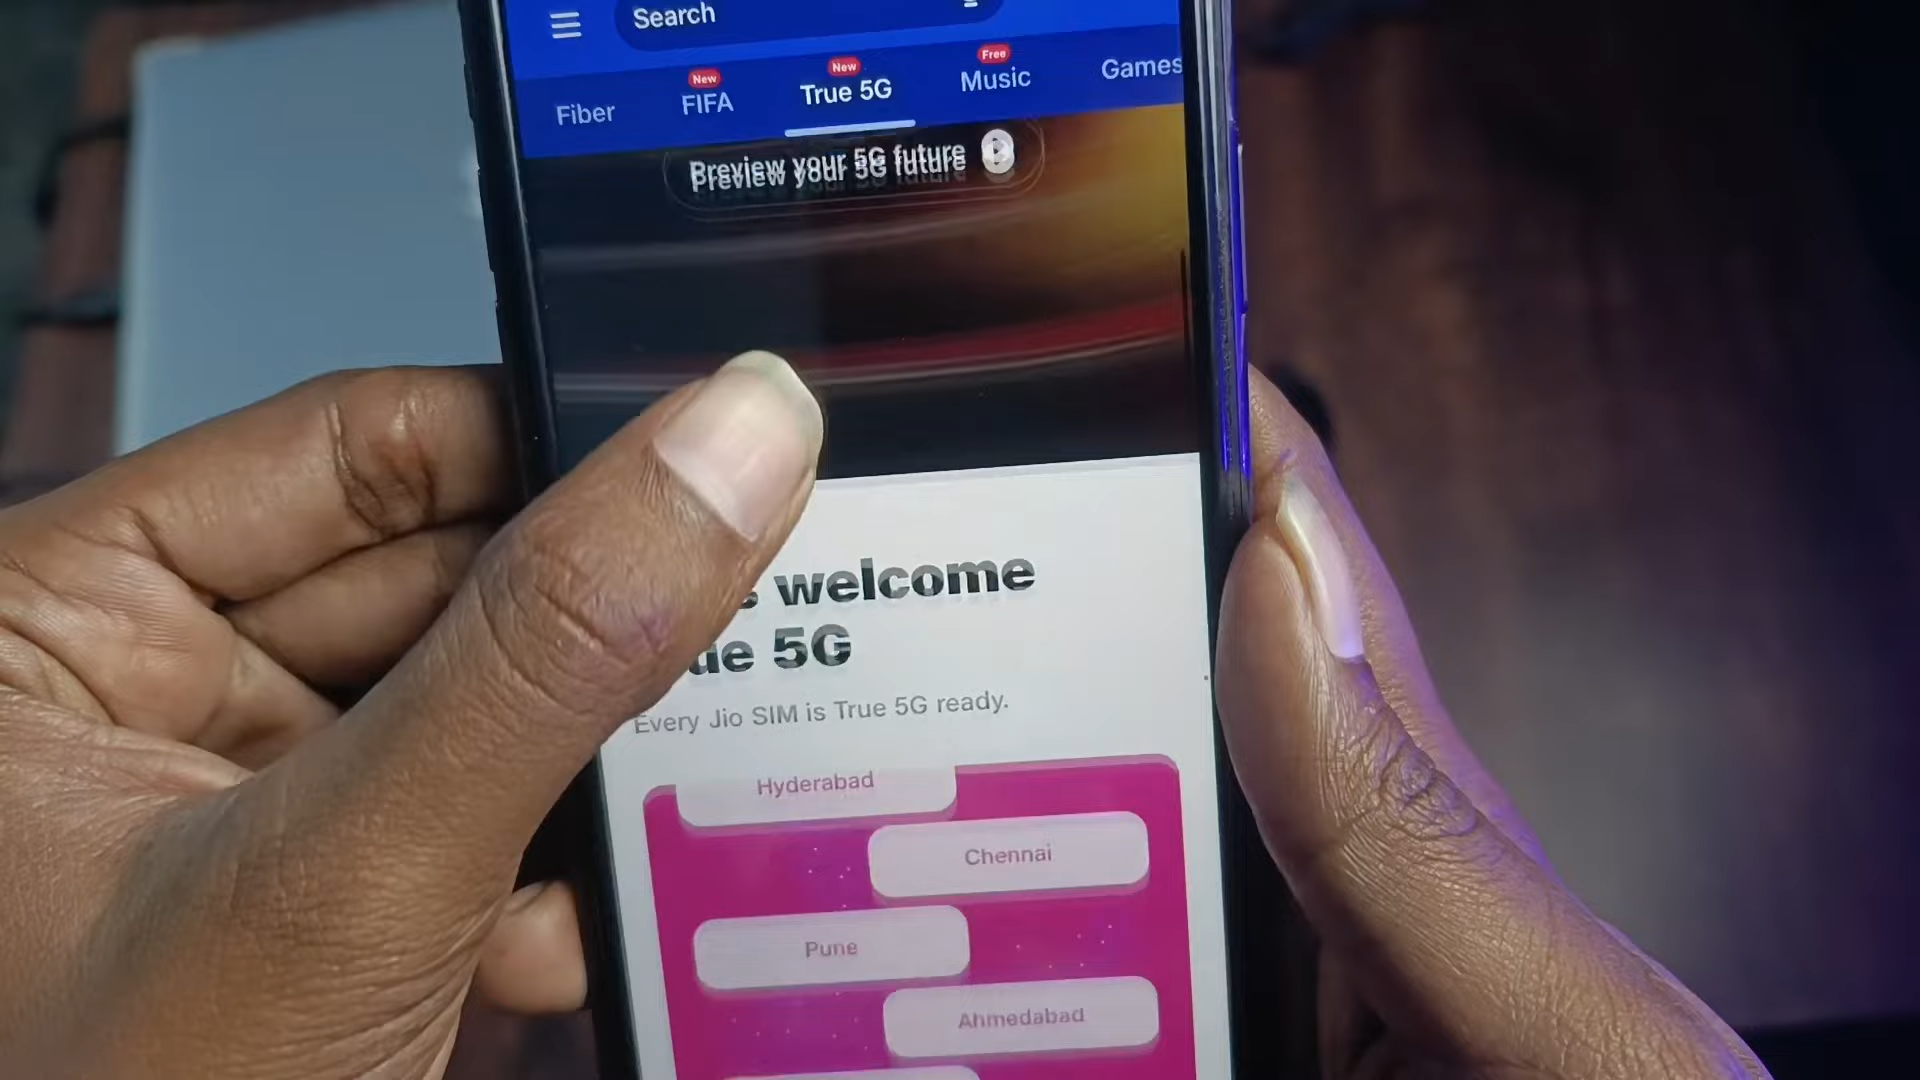 Search
New
New
Free
Fiber
FIFA
True 5G
Music
Games
Preview your 5G future
welcome
5G
Every Jio SIM is True 5G ready.
Hyderabad
Chennai
Pune
Ahmedabad